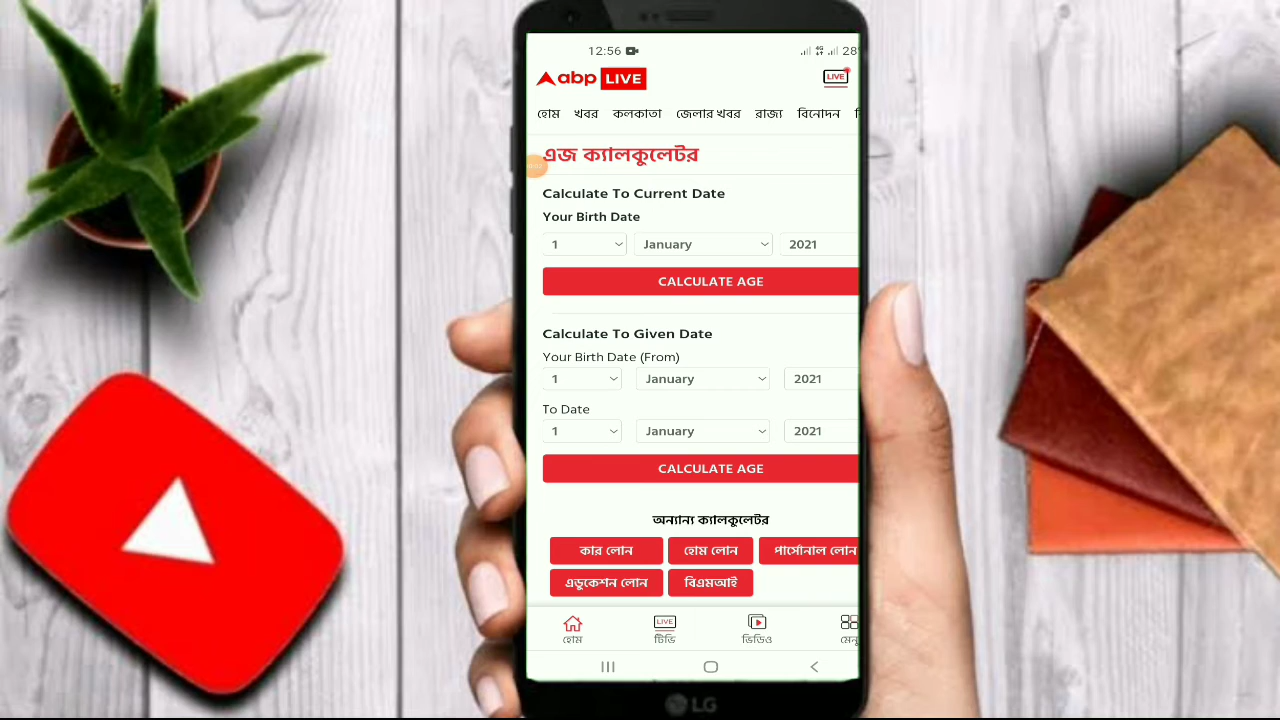 12:56
28
abp LIVE
LIVE
হোম খবর কলকাতা জেলার খবর রাজ্য বিনোদন
এজ ক্যালকুলেটর
Calculate To Current Date
Your Birth Date
1 January 2021
CALCULATE AGE
Calculate To Given Date
Your Birth Date (From)
1 January 2021
To Date
1 January 2021
CALCULATE AGE
অন্যান্য ক্যালকুলেটর
কার লোন হোম লোন পার্সোনাল লোন
এডুকেশন লোন বিএমআই
LIVE
হোম টিভি ভিডিও মেনু
LG